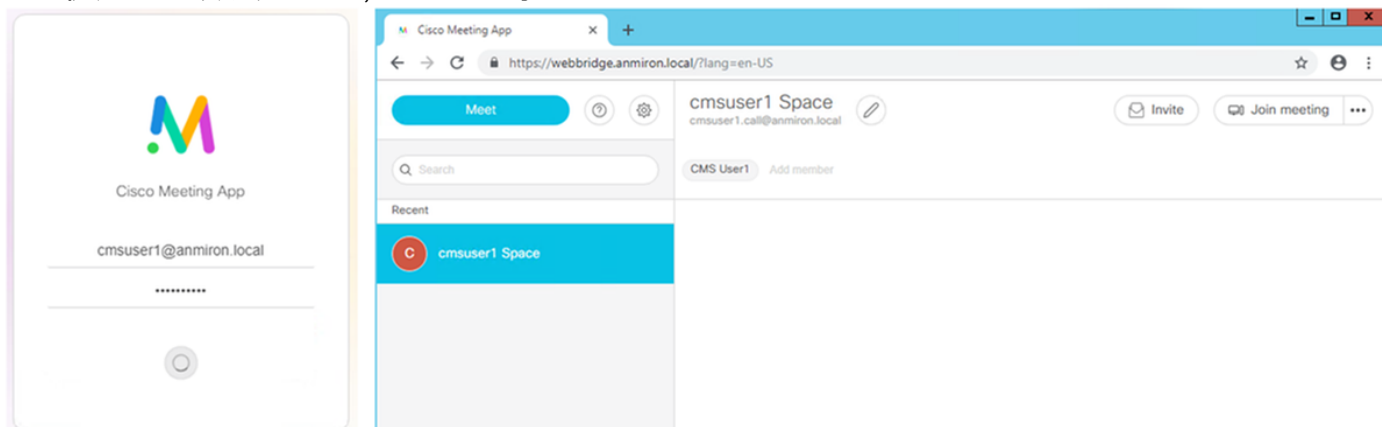 Cisco Meeting App
cmsuser1@anmiron.local
••••••••••
Cisco Meeting App
https://webbridge.anmiron.local/?lang=en-US
Meet
Search
Recent
C cmsuser1 Space
cmsuser1 Space
cmsuser1.call@anmiron.local
Invite
Join meeting
CMS User1 Add member